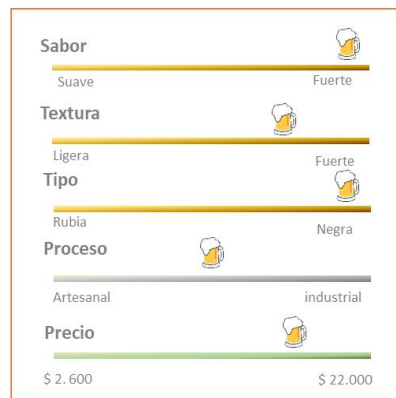 Sabor
Suave Fuerte
Textura
Ligera Fuerte
Tipo
Rubia Negra
Proceso
Artesanal industrial
Precio
$ 2. 600 $ 22.000